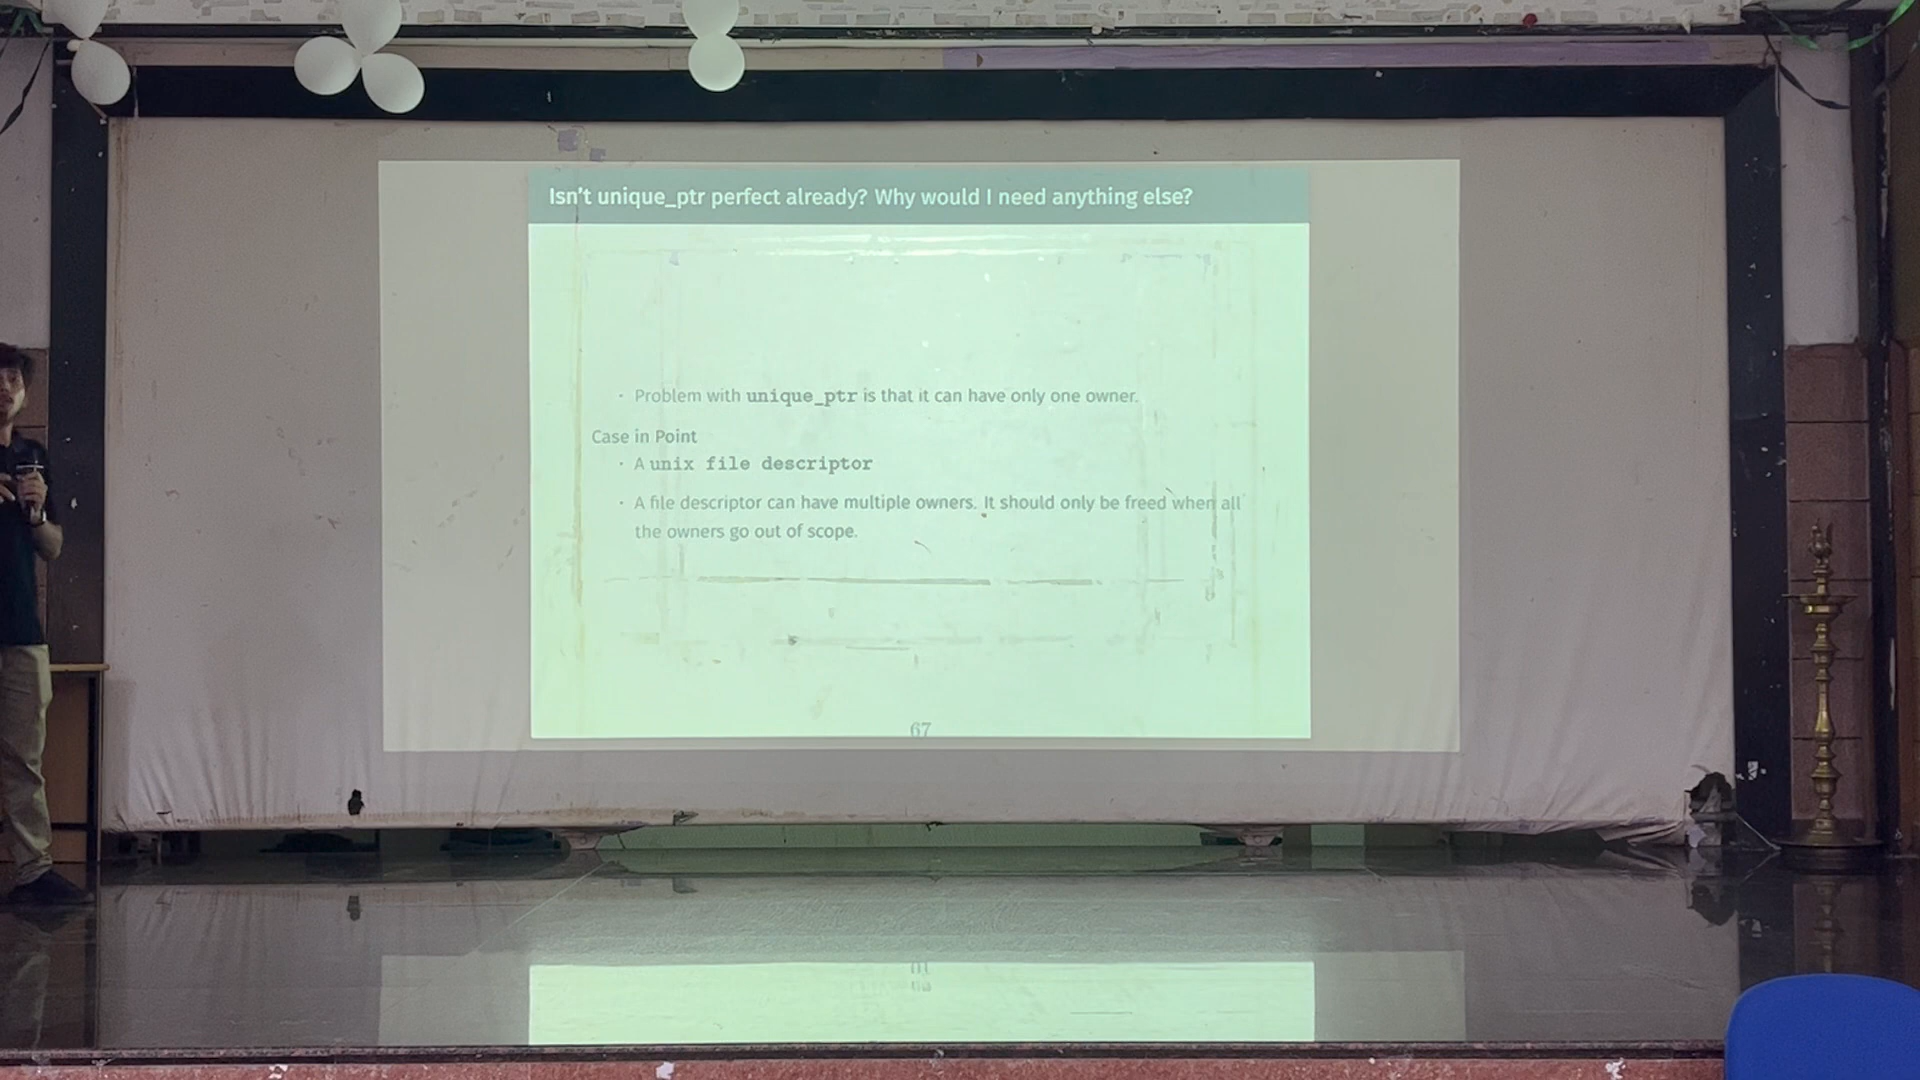 Isn't unique_ptr perfect already? Why would I need anything else?
· Problem with unique_ptr is that it can have only one owner.
Case in Point
· A unix file descriptor
· A file descriptor can have multiple owners. It should only be freed when all
the owners go out of scope.
67